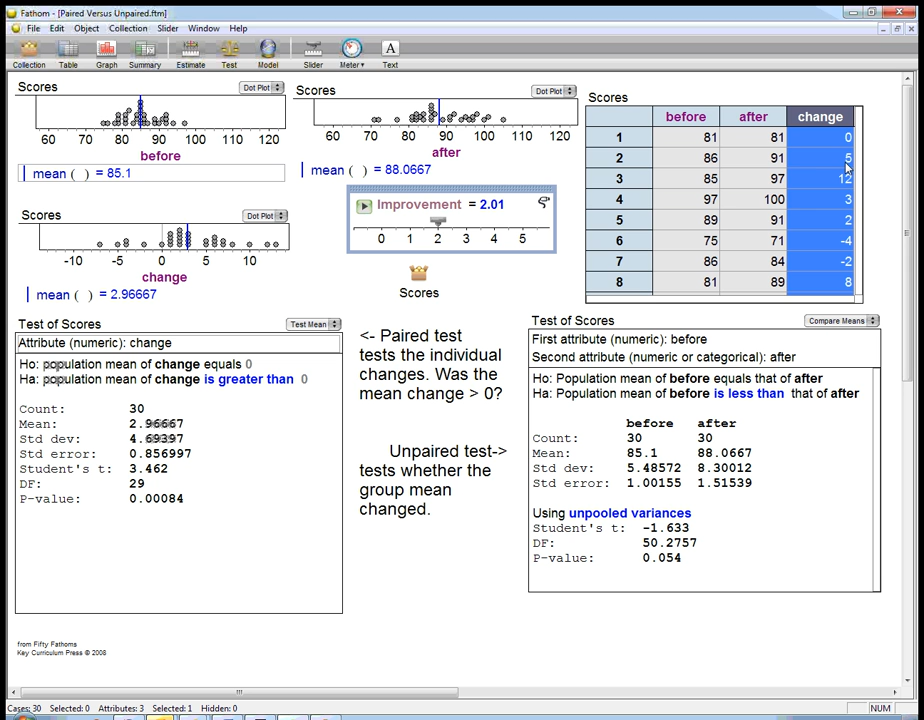 Fathom - [Paired Versus Unpaired.ftm]
File Edit Object Collection Slider Window Help
Collection Table Graph Summary Estimate Test Model Slider Meter Text
Scores
Dot Plot
60 70 80 90 100 110 120
before
mean ( ) = 85.1
Scores
Dot Plot
60 70 80 90 100 110 120
after
mean ( ) = 88.0667
Scores
before after change
1 81 81 0
2 86 91 5
3 85 97 12
4 97 100 3
5 89 91 2
6 75 71 -4
7 86 84 -2
8 81 89 8
Improvement = 2.01
0 1 2 3 4 5
Scores
Dot Plot
-10 -5 0 5 10
change
mean ( ) = 2.96667
Scores
Test of Scores
Test Mean
Attribute (numeric): change
Ho: population mean of change equals 0
Ha: population mean of change is greater than 0
Count: 30
Mean: 2.96667
Std dev: 4.69397
Std error: 0.856997
Student's t: 3.462
DF: 29
P-value: 0.00084
<- Paired test
tests the individual
changes. Was the
mean change > 0?
Unpaired test->
tests whether the
group mean
changed.
Test of Scores
Compare Means
First attribute (numeric): before
Second attribute (numeric or categorical): after
Ho: Population mean of before equals that of after
Ha: Population mean of before is less than that of after
before after
Count: 30 30
Mean: 85.1 88.0667
Std dev: 5.48572 8.30012
Std error: 1.00155 1.51539
Using unpooled variances
Student's t: -1.633
DF: 50.2757
P-value: 0.054
from Fifty Fathoms
Key Curriculum Press © 2008
Cases: 30 Selected: 0 Attributes: 3 Selected: 1 Hidden: 0
NUM